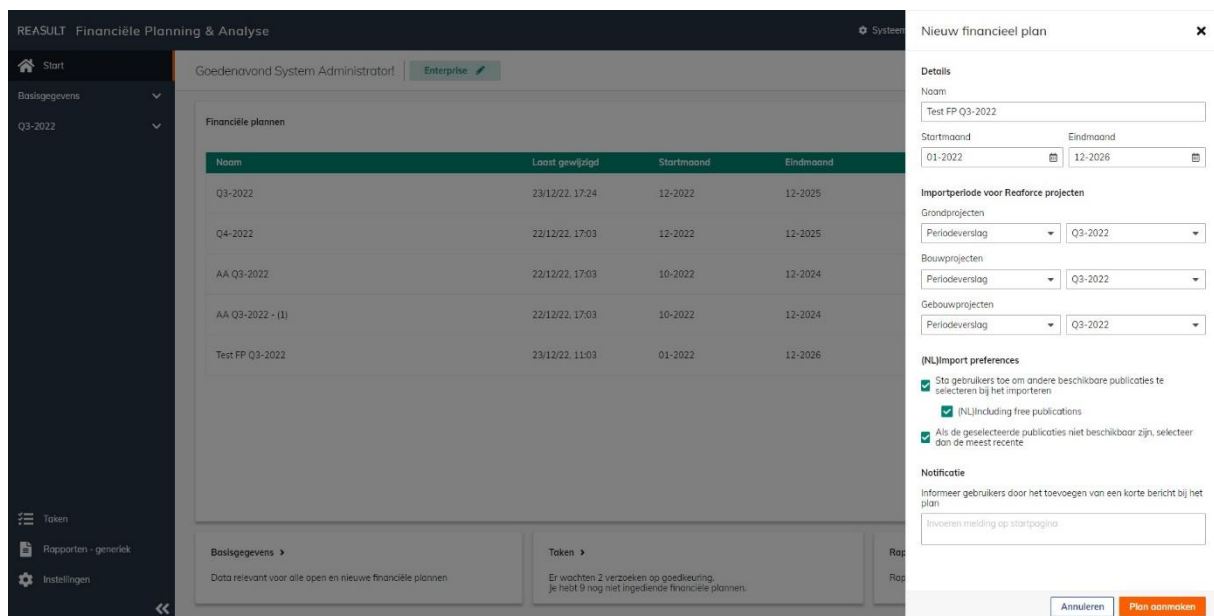 REASULT Financiële Planning & Analyse
Systeem
Start
Basisgegevens
Q3-2022
Taken
Rapporten - generiek
Instellingen
Goedenavond System Administrator!
Enterprise
Financiële plannen
Naam Laast gewijzigd Startmaand Eindmaand
Q3-2022 23/12/22, 17:24 12-2022 12-2025
Q4-2022 22/12/22, 17:03 12-2022 12-2025
AA Q3-2022 22/12/22, 17:03 10-2022 12-2024
AA Q3-2022 - (1) 22/12/22, 17:03 10-2022 12-2024
Test FP Q3-2022 23/12/22, 11:03 01-2022 12-2026
Basisgegevens >
Data relevant voor alle open en nieuwe financiële plannen
Taken >
Er wachten 2 verzoeken op goedkeuring.
Je hebt 9 nog niet ingediende financiële plannen.
Rap
Rap
Nieuw financieel plan
Details
Naam
Test FP Q3-2022
Startmaand Eindmaand
01-2022 12-2026
Importperiode voor Reaforce projecten
Grondprojecten
Periodeverslag Q3-2022
Bouwprojecten
Periodeverslag Q3-2022
Gebouwprojecten
Periodeverslag Q3-2022
(NL)Import preferences
Sta gebruikers toe om andere beschikbare publicaties te
selecteren bij het importeren
(NL)Including free publications
Als de geselecteerde publicaties niet beschikbaar zijn, selecteer
dan de meest recente
Notificatie
Informeer gebruikers door het toevoegen van een korte bericht bij het
plan
Invoeren melding op startpagina
Annuleren Plan aanmaken